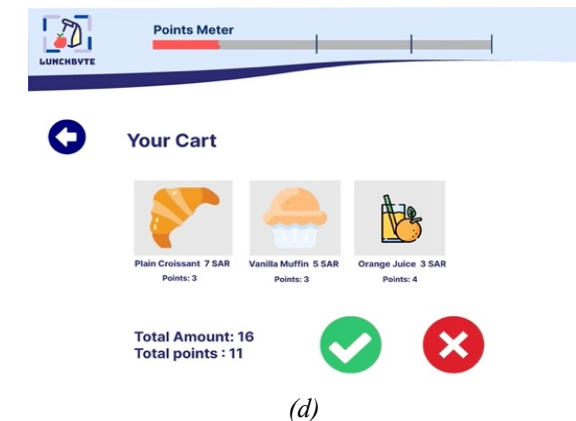 Points Meter
LUNCHBYTE
Your Cart
Plain Croissant 7 SAR
Points: 3
Vanilla Muffin 5 SAR
Points: 3
Orange Juice 3 SAR
Points: 4
Total Amount: 16
Total points : 11
(d)